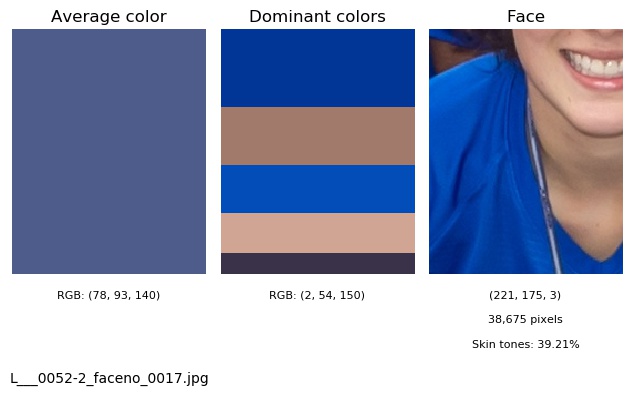 Average color
Dominant colors
Face
RGB: (78, 93, 140)
RGB: (2, 54, 150)
(221, 175, 3)
38,675 pixels
Skin tones: 39.21%
L___0052-2_faceno_0017.jpg